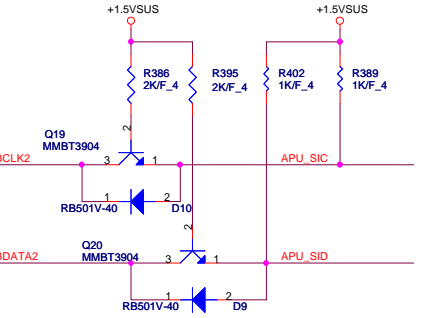 +1.5VSUS
+1.5VSUS
R386
2K/F_4
R395
2K/F_4
R402
1K/F_4
R389
1K/F_4
Q19
MMBT3904
2
BCLK2
3
1
APU_SIC
1
2
RB501V-40
D10
Q20
MMBT3904
2
BDATA2
3
1
APU_SID
1
2
RB501V-40
D9